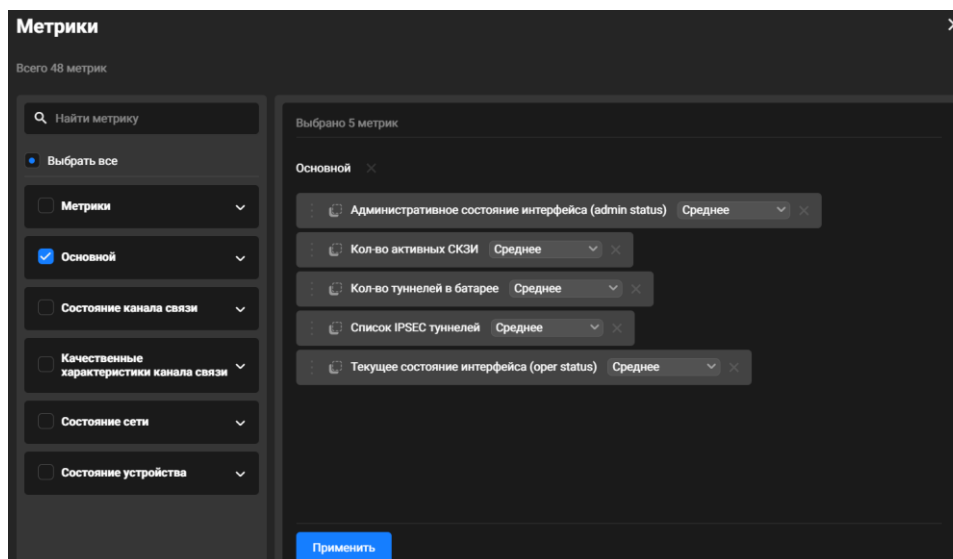 Метрики
Всего 48 метрик
Найти метрику
Выбрать все
Метрики
Основной
Состояние канала связи
Качественные
характеристики канала связи
Состояние сети
Состояние устройства
Выбрано 5 метрик
Основной
Административное состояние интерфейса (admin status) Среднее
Кол-во активных СКЗИ Среднее
Кол-во туннелей в батарее Среднее
Список IPSEC туннелей Среднее
Текущее состояние интерфейса (oper status) Среднее
Применить